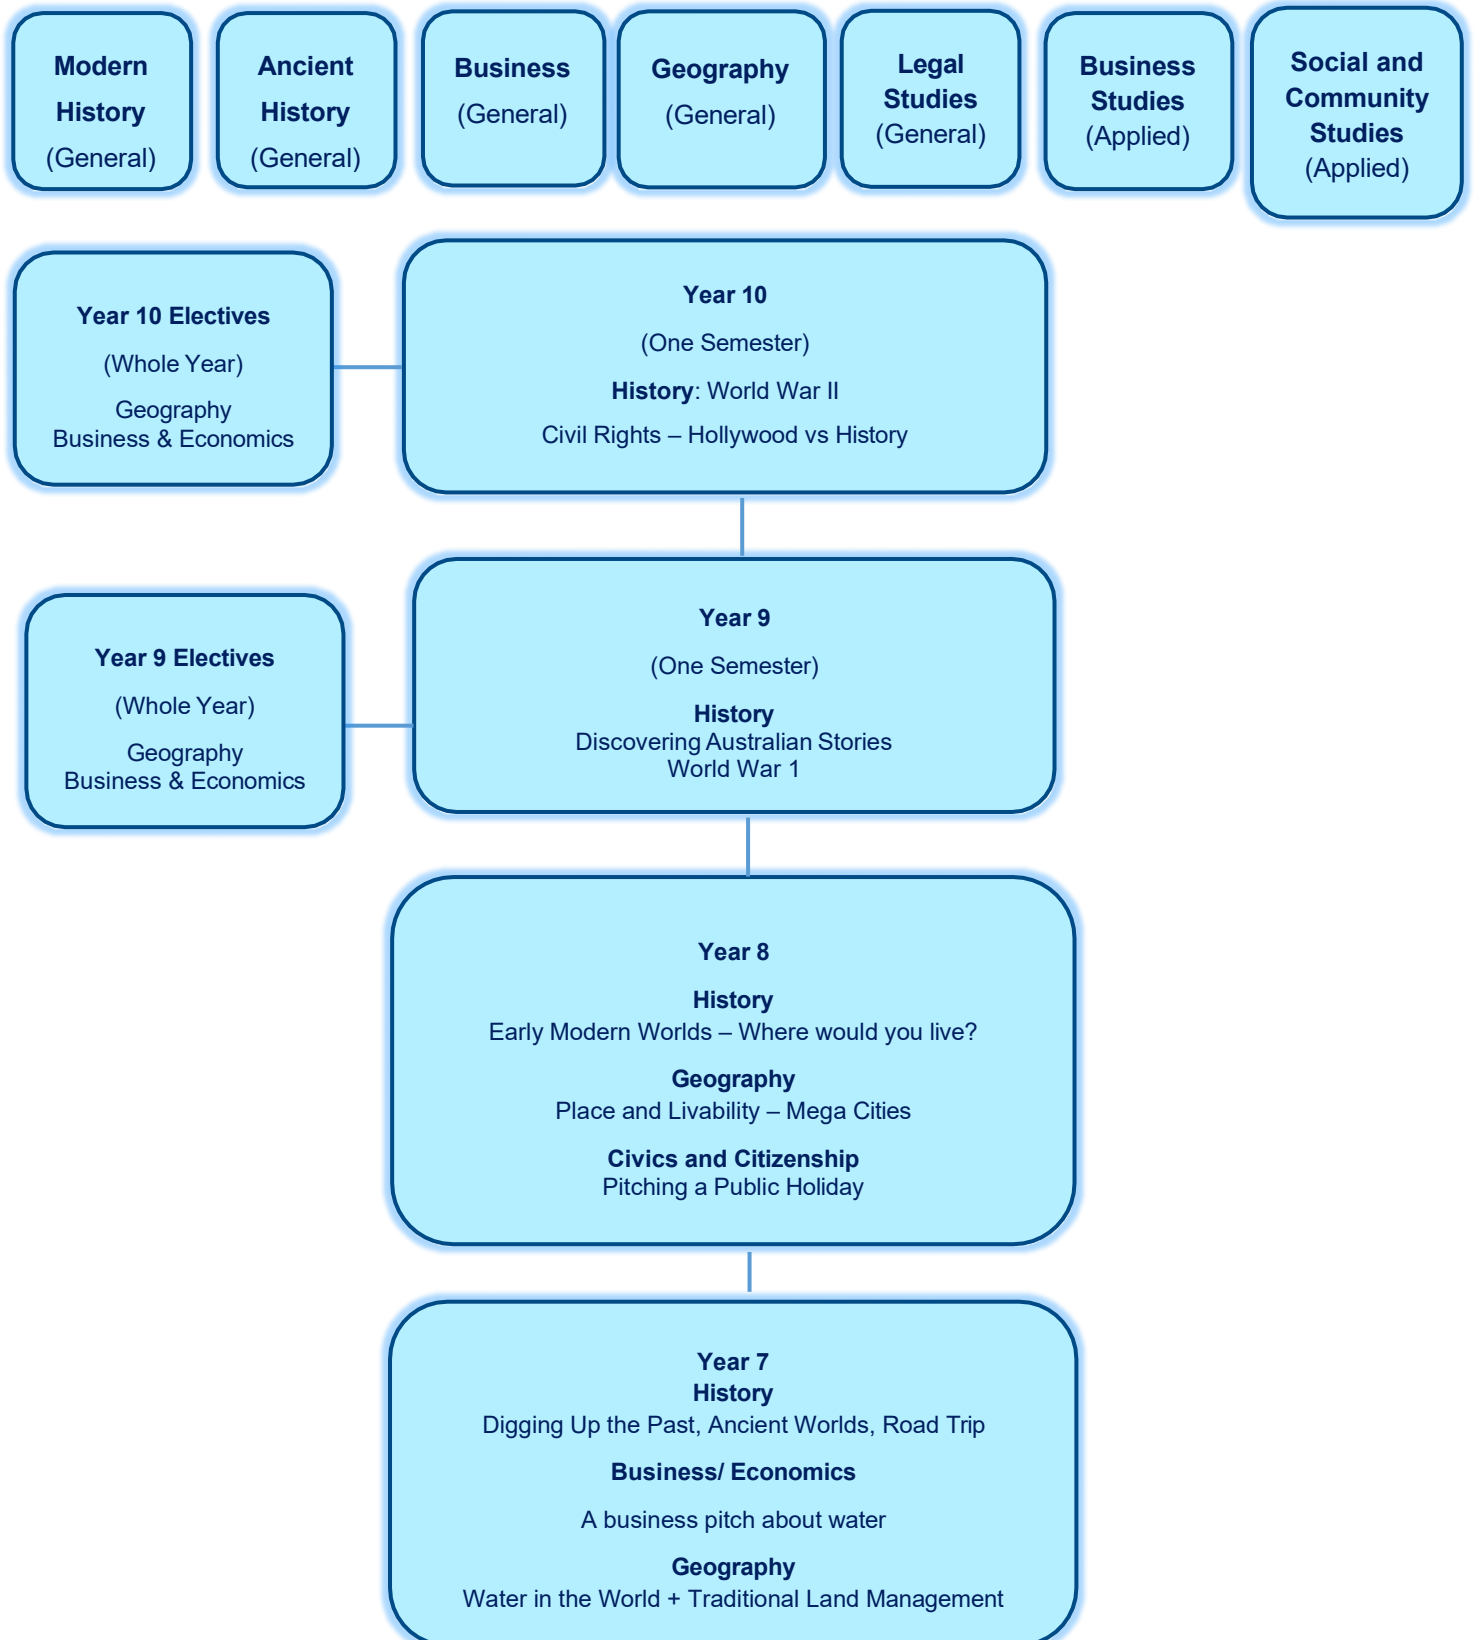 Modern
History
(General)
Ancient
History
(General)
Business
(General)
Geography
(General)
Legal
Studies
(General)
Business
Studies
(Applied)
Social and
Community
Studies
(Applied)
Year 10 Electives
(Whole Year)
Geography
Business & Economics
Year 10
(One Semester)
History: World War II
Civil Rights – Hollywood vs History
Year 9 Electives
(Whole Year)
Geography
Business & Economics
Year 9
(One Semester)
History
Discovering Australian Stories
World War 1
Year 8
History
Early Modern Worlds – Where would you live?
Geography
Place and Livability – Mega Cities
Civics and Citizenship
Pitching a Public Holiday
Year 7
History
Digging Up the Past, Ancient Worlds, Road Trip
Business/ Economics
A business pitch about water
Geography
Water in the World + Traditional Land Management